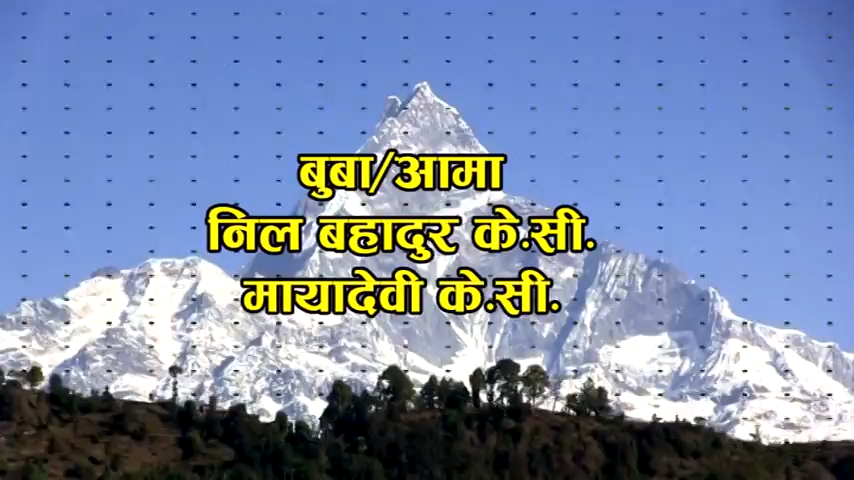 बुबा/आमा
निल बहादुर के.सी.
मायादेवी के.सी.